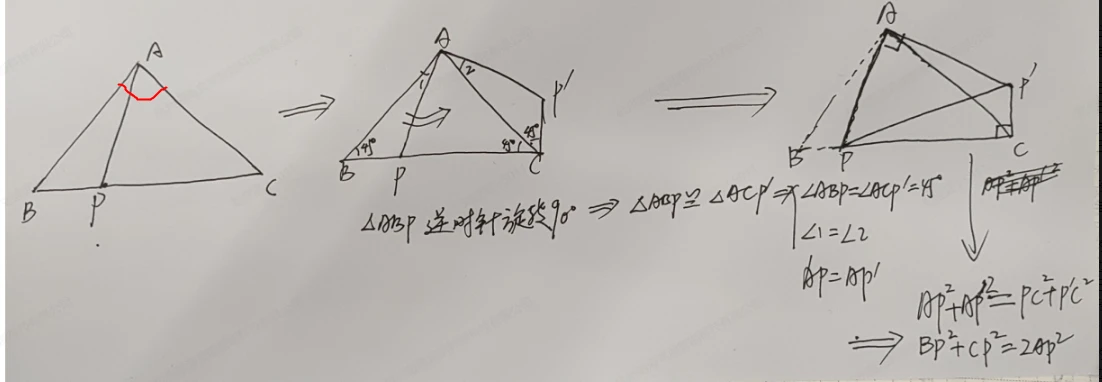 A
B P C
A
1 2
P'
45° 45° 45°
B P C
△ABP 逆时针旋转90° ⇒ △ABP≌△ACP' ⇒ ∠ABP=∠ACP'=45°
∠1=∠2
AP=AP'
A
P'
B P C
AP²+AP'²=PC²+P'C²
⇒ BP²+CP²=2AP²